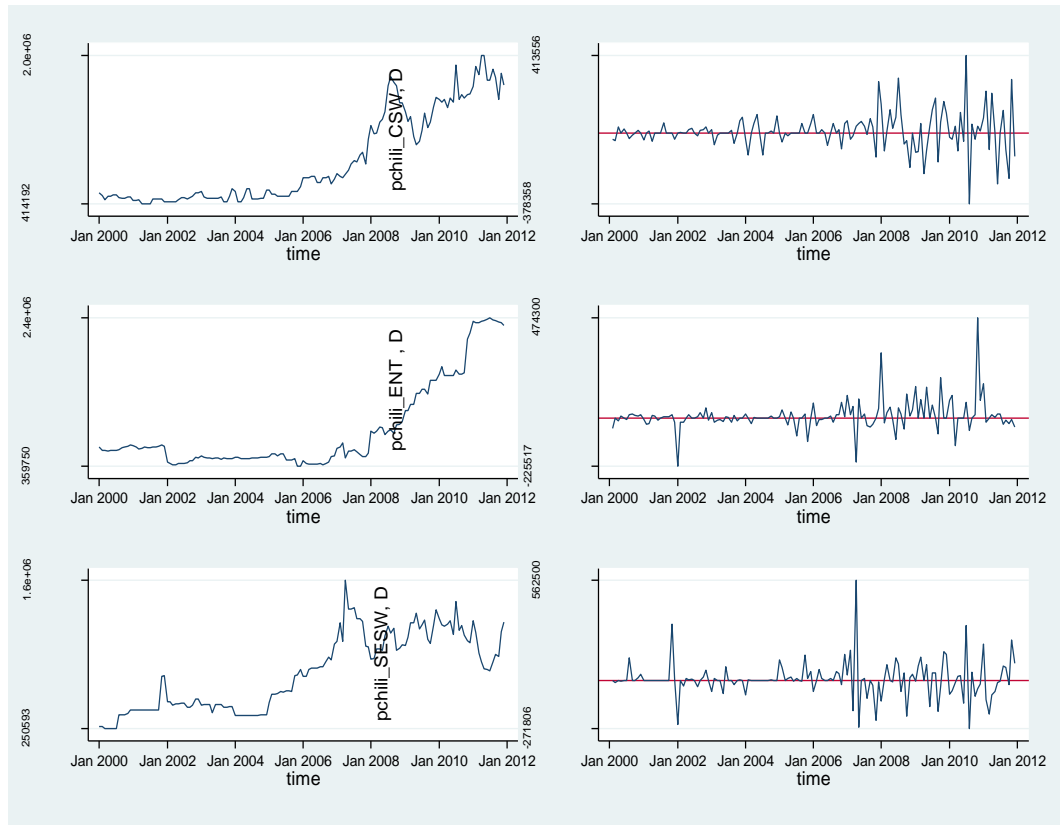 2.0e+06
414192
Jan 2000 Jan 2002 Jan 2004 Jan 2006 Jan 2008 Jan 2010 Jan 2012
time
pchili_CSW, D
413556
-378358
Jan 2000 Jan 2002 Jan 2004 Jan 2006 Jan 2008 Jan 2010 Jan 2012
time
2.4e+06
359750
Jan 2000 Jan 2002 Jan 2004 Jan 2006 Jan 2008 Jan 2010 Jan 2012
time
pchili_ENT , D
474300
-225517
Jan 2000 Jan 2002 Jan 2004 Jan 2006 Jan 2008 Jan 2010 Jan 2012
time
1.6e+06
250593
Jan 2000 Jan 2002 Jan 2004 Jan 2006 Jan 2008 Jan 2010 Jan 2012
time
pchili_SESW, D
562500
-271806
Jan 2000 Jan 2002 Jan 2004 Jan 2006 Jan 2008 Jan 2010 Jan 2012
time